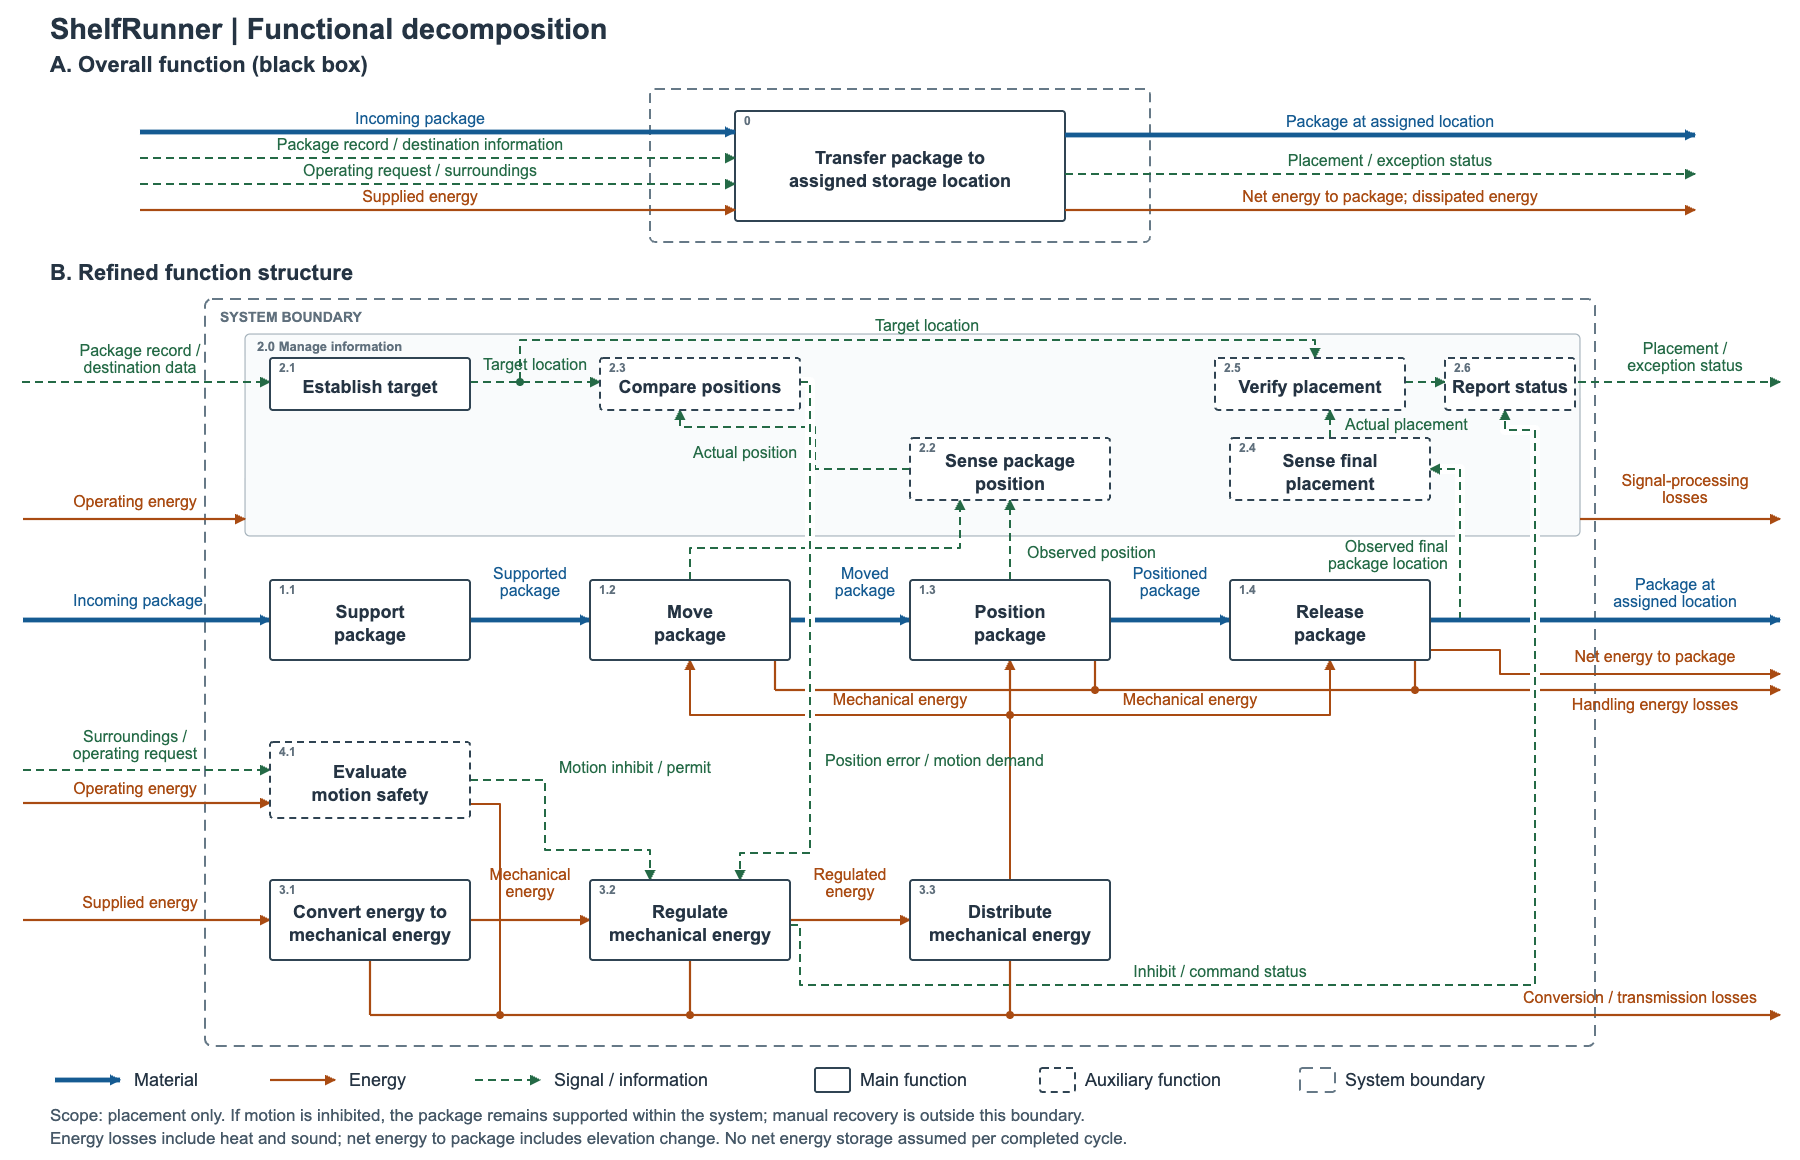 ShelfRunner | Functional decomposition
A. Overall function (black box)
Incoming package
Package record / destination information
Operating request / surroundings
Supplied energy
0
Transfer package to
assigned storage location
Package at assigned location
Placement / exception status
Net energy to package; dissipated energy
B. Refined function structure
SYSTEM BOUNDARY
Target location
2.0 Manage information
Package record /
destination data
2.1
Establish target
Target location
2.3
Compare positions
2.5
Verify placement
2.6
Report status
Placement /
exception status
Actual position
2.2
Sense package
position
Actual placement
2.4
Sense final
placement
Operating energy
Signal-processing
losses
Observed position
Observed final
package location
Incoming package
1.1
Support
package
Supported
package
1.2
Move
package
Moved
package
1.3
Position
package
Positioned
package
1.4
Release
package
Package at
assigned location
Net energy to package
Mechanical energy
Mechanical energy
Handling energy losses
Surroundings /
operating request
Operating energy
4.1
Evaluate
motion safety
Motion inhibit / permit
Position error / motion demand
Supplied energy
3.1
Convert energy to
mechanical energy
Mechanical
energy
3.2
Regulate
mechanical energy
Regulated
energy
3.3
Distribute
mechanical energy
Inhibit / command status
Conversion / transmission losses
Material
Energy
Signal / information
Main function
Auxiliary function
System boundary
Scope: placement only. If motion is inhibited, the package remains supported within the system; manual recovery is outside this boundary.
Energy losses include heat and sound; net energy to package includes elevation change. No net energy storage assumed per completed cycle.